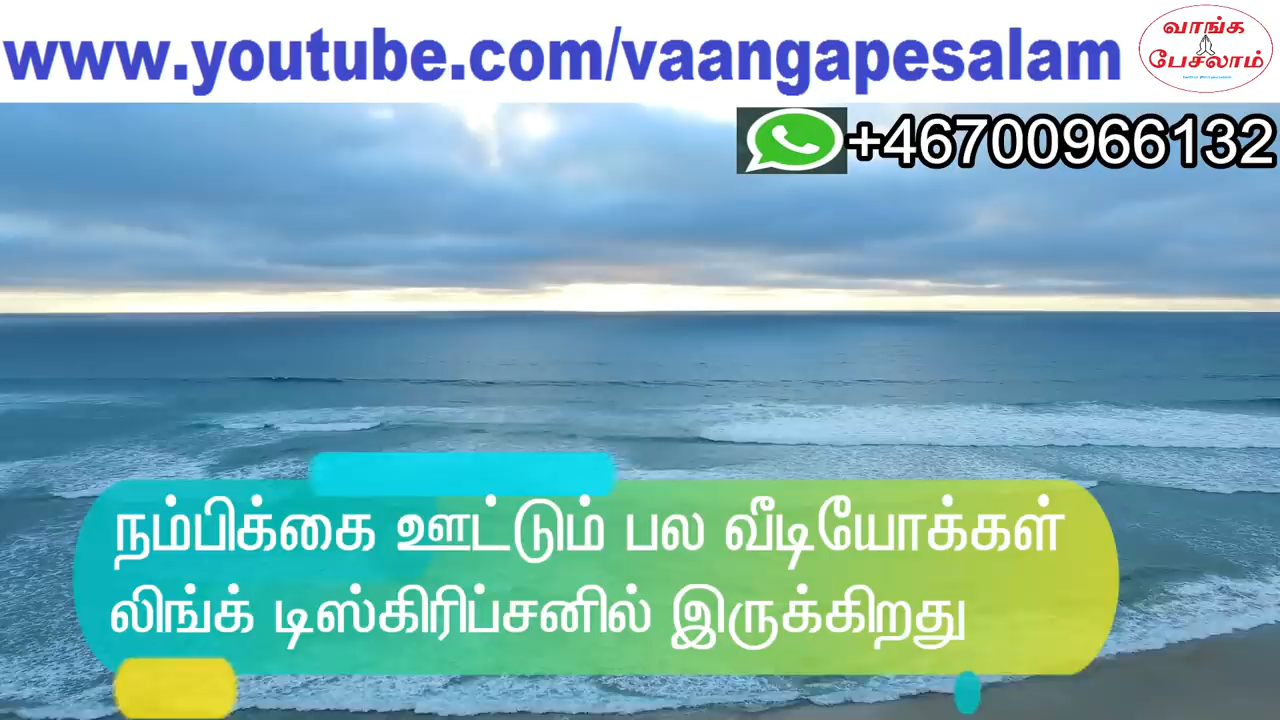 www.youtube.com/vaangapesalam
வாங்க
பேசலாம்
+46700966132
நம்பிக்கை ஊட்டும் பல வீடியோக்கள்
லிங்க் டிஸ்கிரிப்சனில் இருக்கிறது